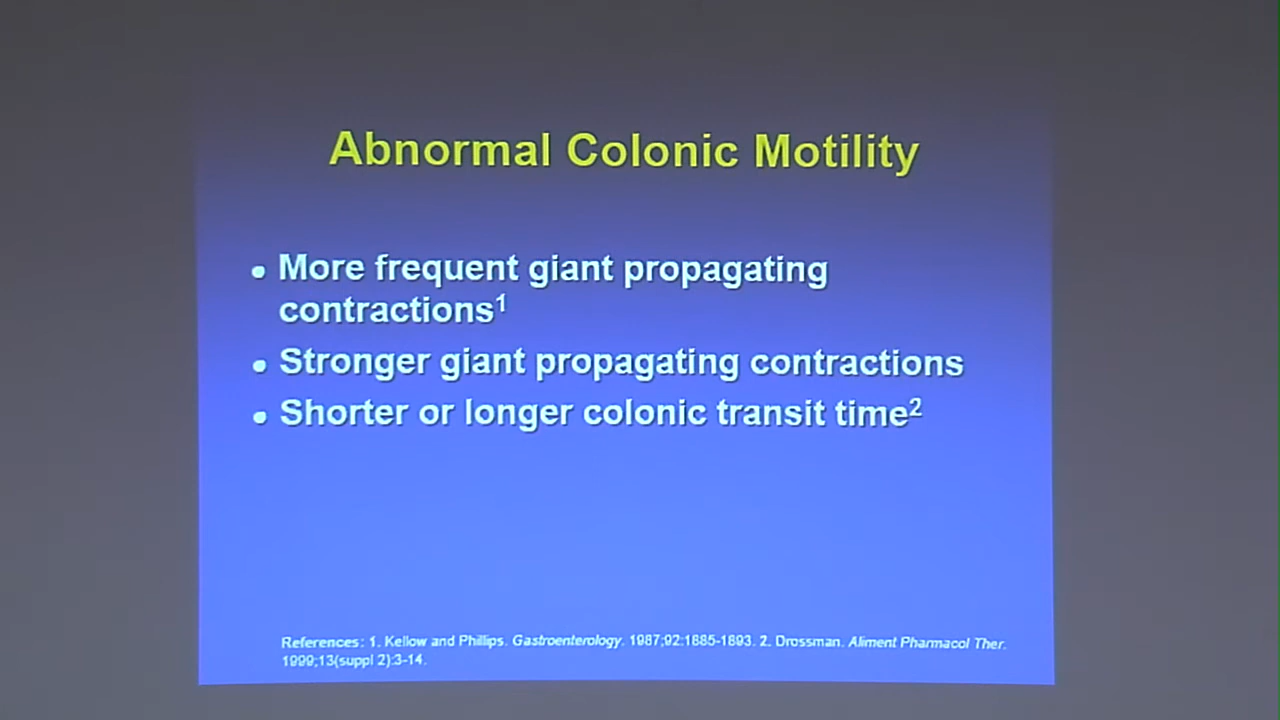 Abnormal Colonic Motility
• More frequent giant propagating
contractions1
• Stronger giant propagating contractions
• Shorter or longer colonic transit time2
References: 1. Kellow and Phillips. Gastroenterology. 1987;92:1885-1893. 2. Drossman. Aliment Pharmacol Ther.
1999;13(suppl 2):3-14.